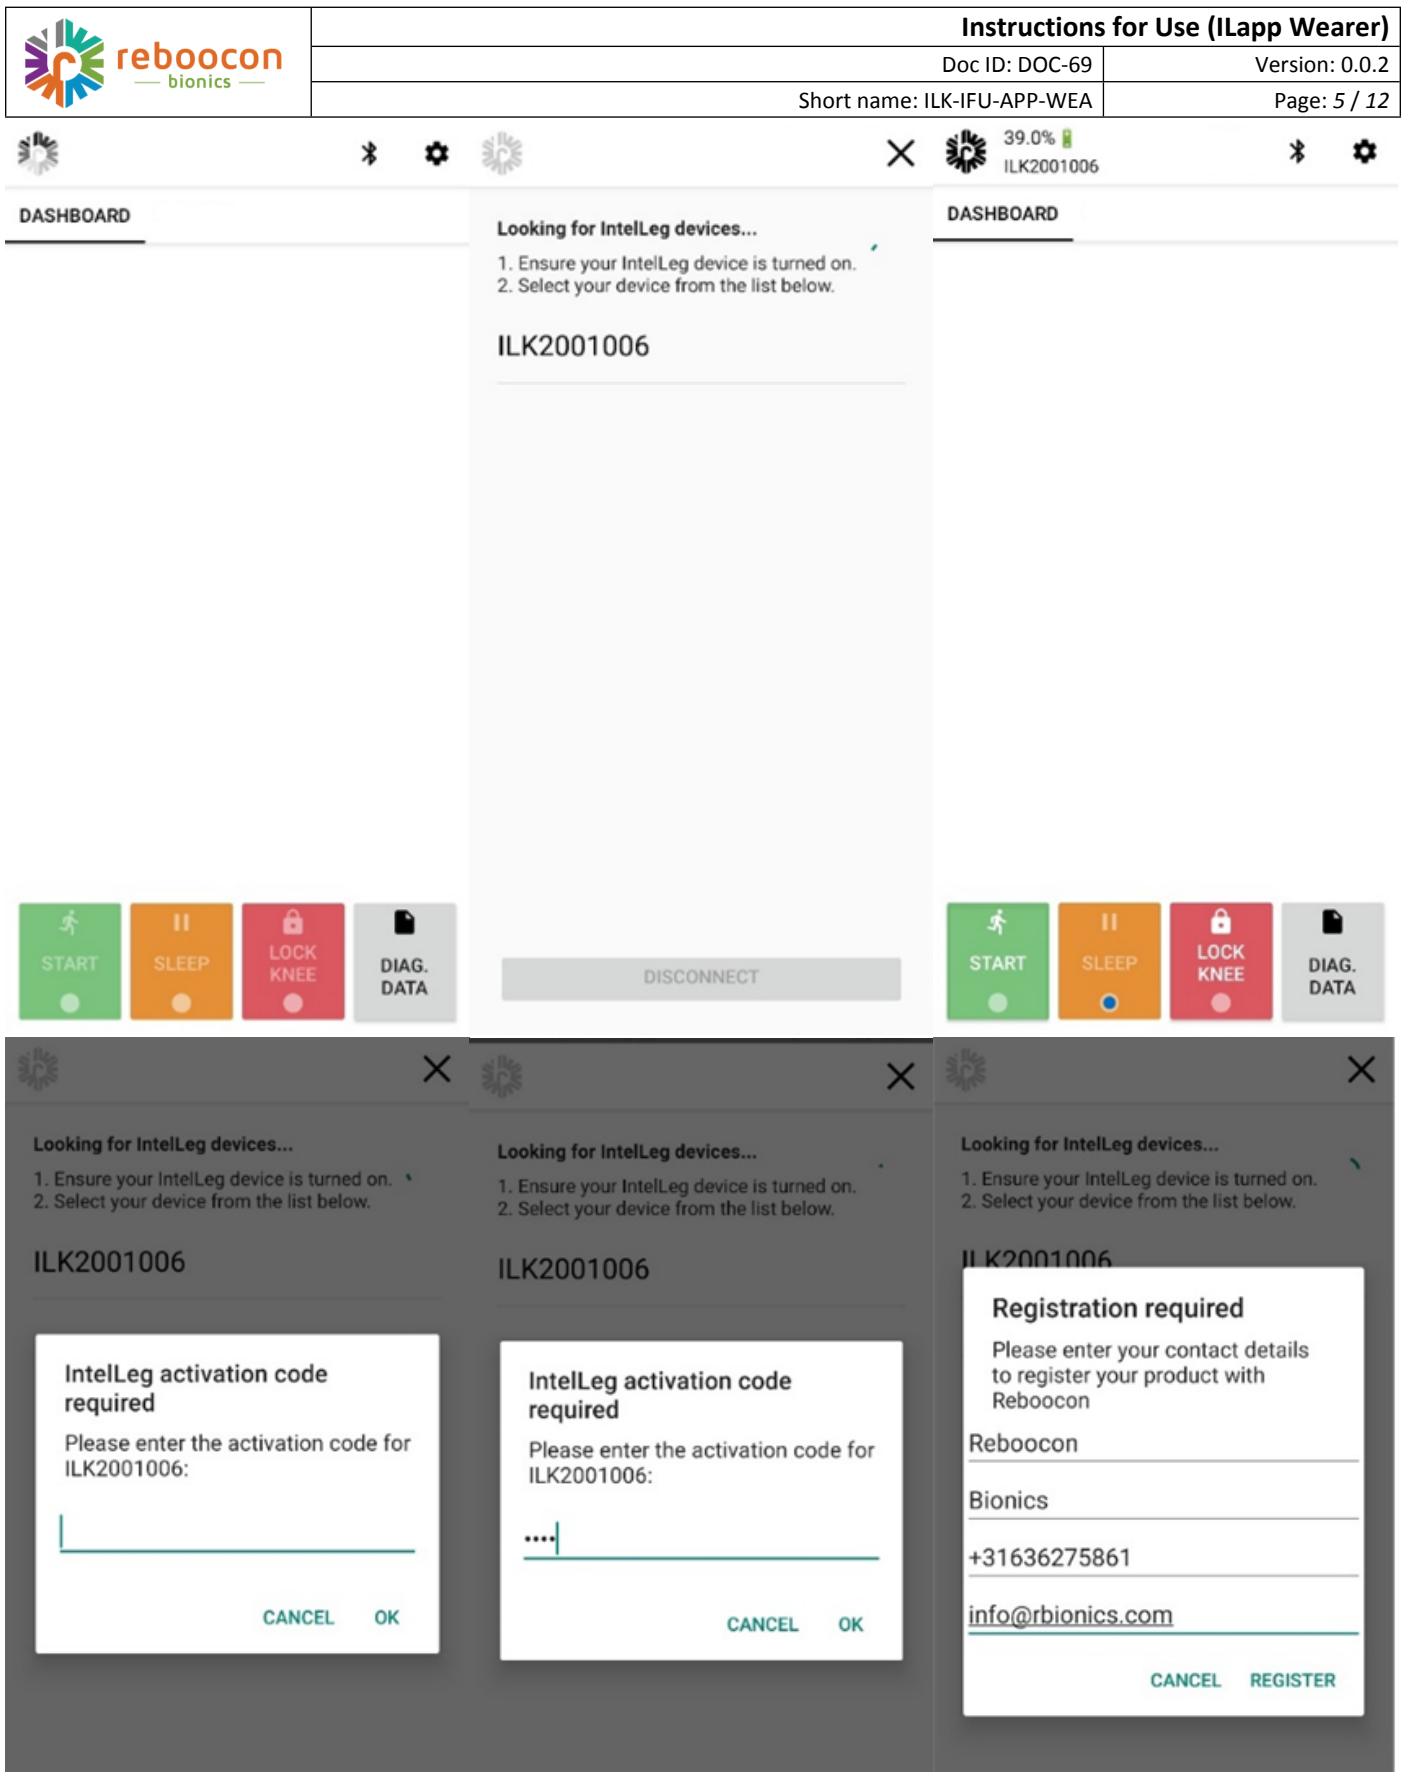 reboocon
bionics
Instructions for Use (ILapp Wearer)
Doc ID: DOC-69
Version: 0.0.2
Short name: ILK-IFU-APP-WEA
Page: 5 / 12
DASHBOARD
START
SLEEP
LOCK
KNEE
DIAG.
DATA
Looking for IntelLeg devices...
1. Ensure your IntelLeg device is turned on.
2. Select your device from the list below.
ILK2001006
DISCONNECT
39.0%
ILK2001006
DASHBOARD
START
SLEEP
LOCK
KNEE
DIAG.
DATA
Looking for IntelLeg devices...
1. Ensure your IntelLeg device is turned on.
2. Select your device from the list below.
ILK2001006
IntelLeg activation code
required
Please enter the activation code for
ILK2001006:
CANCEL OK
Looking for IntelLeg devices...
1. Ensure your IntelLeg device is turned on.
2. Select your device from the list below.
ILK2001006
IntelLeg activation code
required
Please enter the activation code for
ILK2001006:
••••
CANCEL OK
Looking for IntelLeg devices...
1. Ensure your IntelLeg device is turned on.
2. Select your device from the list below.
ILK2001006
Registration required
Please enter your contact details
to register your product with
Reboocon
Reboocon
Bionics
+31636275861
info@rbionics.com
CANCEL REGISTER